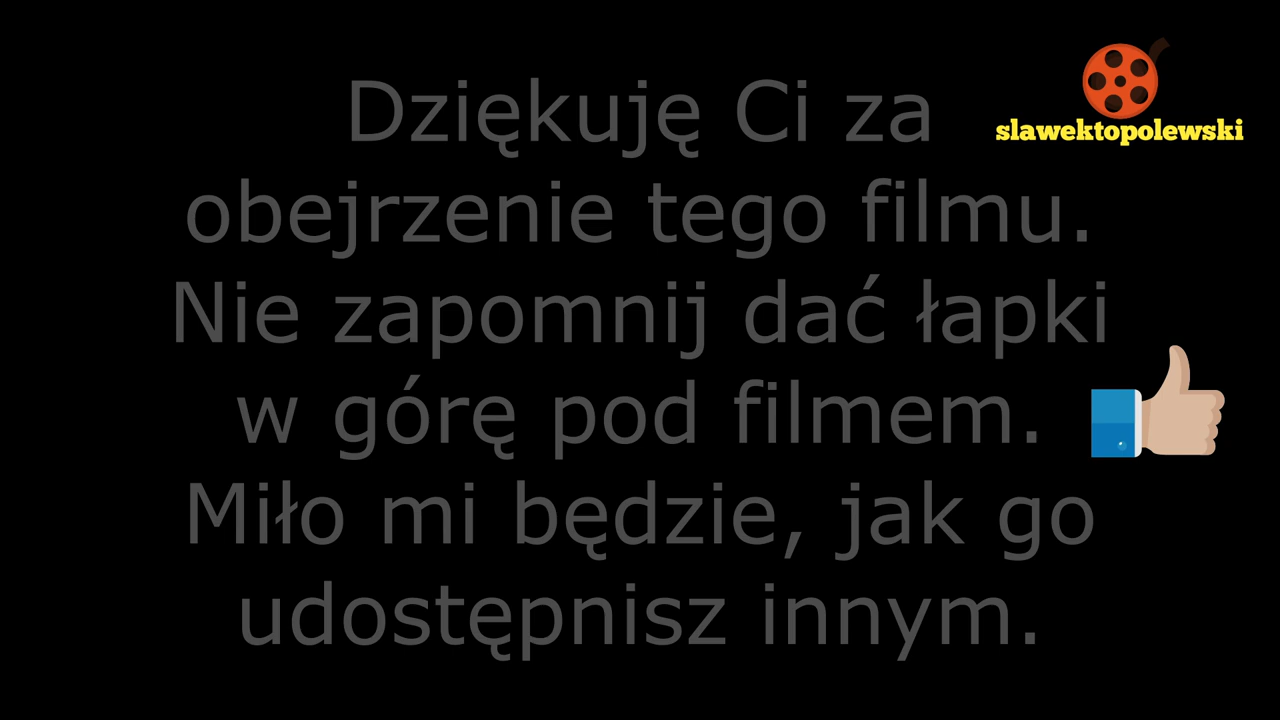 Dziękuję Ci za
slawektopolewski
obejrzenie tego filmu.
Nie zapomnij dać łapki
w górę pod filmem.
Miło mi będzie, jak go
udostępnisz innym.